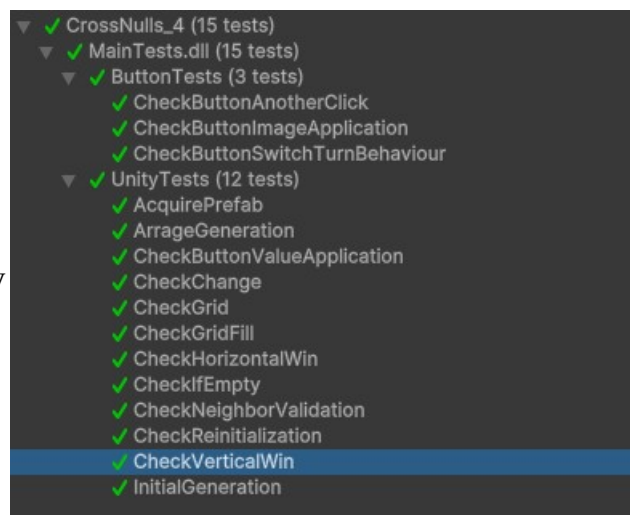 CrossNulls_4 (15 tests)
MainTests.dll (15 tests)
ButtonTests (3 tests)
CheckButtonAnotherClick
CheckButtonImageApplication
CheckButtonSwitchTurnBehaviour
UnityTests (12 tests)
AcquirePrefab
ArrageGeneration
CheckButtonValueApplication
CheckChange
CheckGrid
CheckGridFill
CheckHorizontalWin
CheckIfEmpty
CheckNeighborValidation
CheckReinitialization
CheckVerticalWin
InitialGeneration